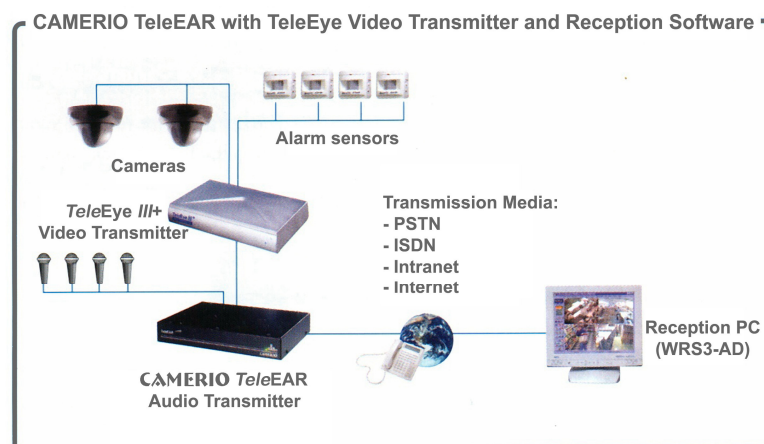 CAMERIO TeleEAR with TeleEye Video Transmitter and Reception Software
Cameras
Alarm sensors
TeleEye III+
Video Transmitter
Transmission Media:
- PSTN
- ISDN
- Intranet
- Internet
Reception PC
(WRS3-AD)
CAMERIO TeleEAR
Audio Transmitter